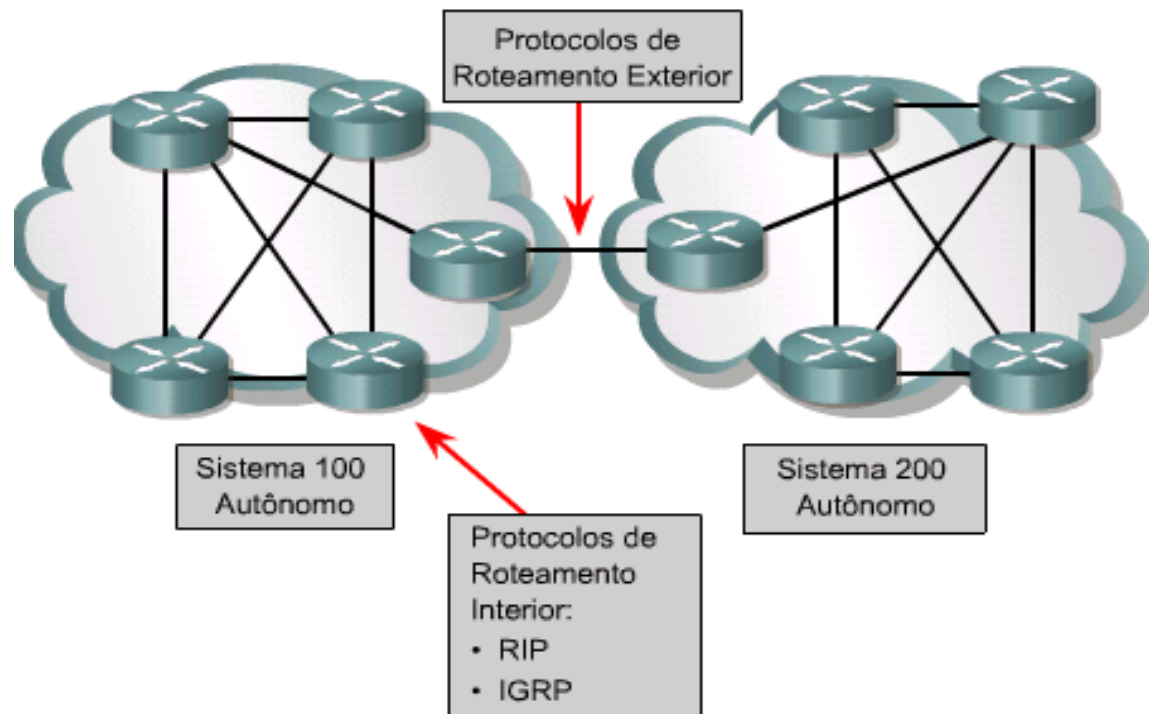 Protocolos de
Roteamento Exterior
Sistema 100
Autônomo
Sistema 200
Autônomo
Protocolos de
Roteamento
Interior:
• RIP
• IGRP